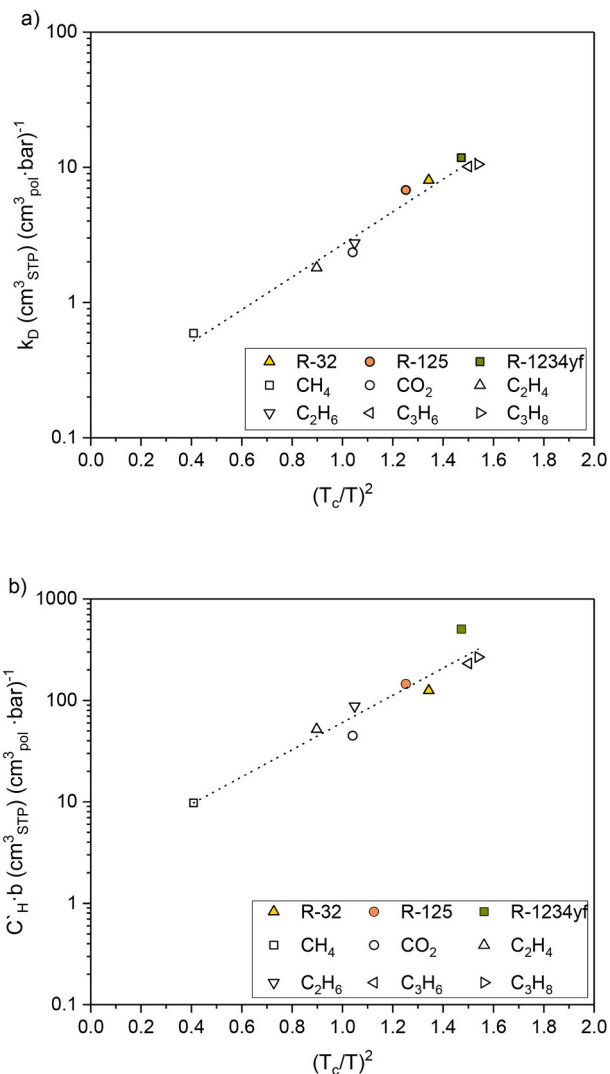 a)
100
10
1
0.1
k_D (cm³_STP) (cm³_pol·bar)⁻¹
R-32 R-125 R-1234yf
CH₄ CO₂ C₂H₄
C₂H₆ C₃H₆ C₃H₈
0.0 0.2 0.4 0.6 0.8 1.0 1.2 1.4 1.6 1.8 2.0
(T_c/T)²
b)
1000
100
10
1
0.1
C`_H·b (cm³_STP) (cm³_pol·bar)⁻¹
R-32 R-125 R-1234yf
CH₄ CO₂ C₂H₄
C₂H₆ C₃H₆ C₃H₈
0.0 0.2 0.4 0.6 0.8 1.0 1.2 1.4 1.6 1.8 2.0
(T_c/T)²